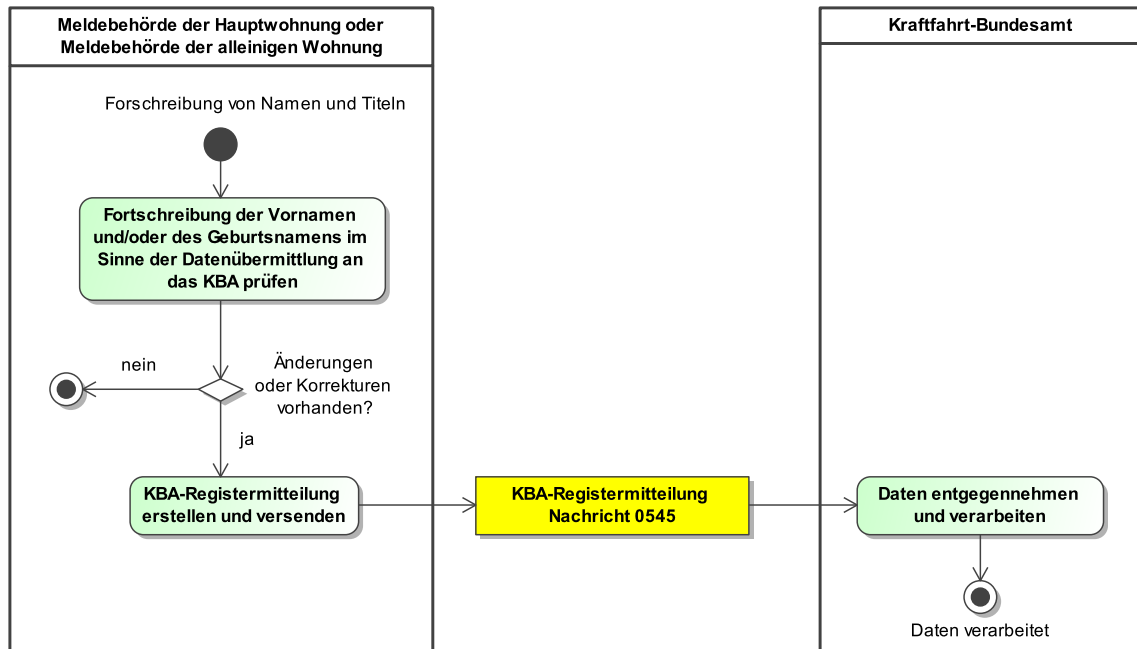 Meldebehörde der Hauptwohnung oder
Meldebehörde der alleinigen Wohnung
Kraftfahrt-Bundesamt
Forschreibung von Namen und Titeln
Fortschreibung der Vornamen
und/oder des Geburtsnamens im
Sinne der Datenübermittlung an
das KBA prüfen
nein
Änderungen
oder Korrekturen
vorhanden?
ja
KBA-Registermitteilung
erstellen und versenden
KBA-Registermitteilung
Nachricht 0545
Daten entgegennehmen
und verarbeiten
Daten verarbeitet